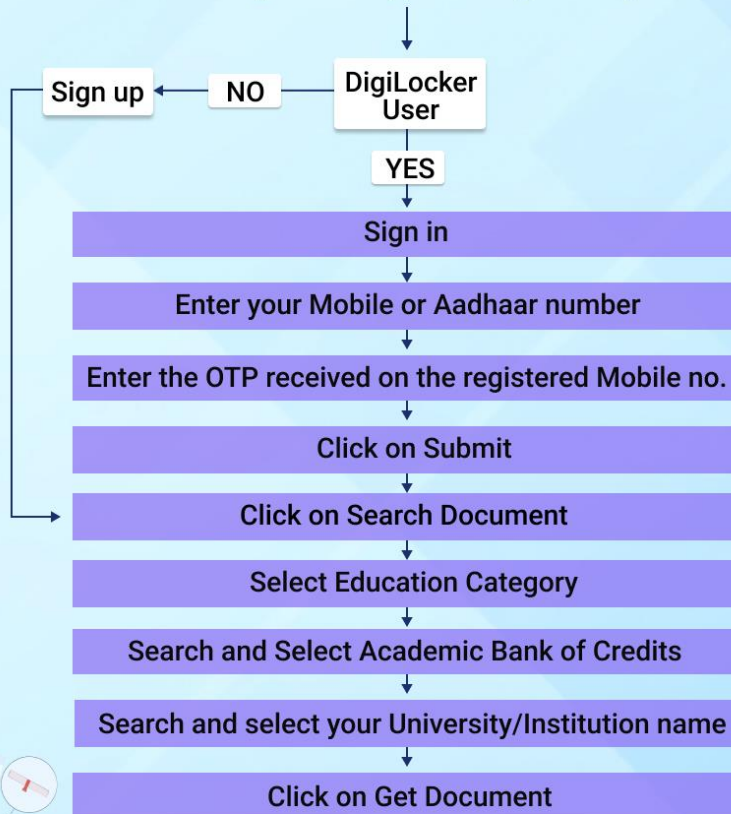 DigiLocker
User
Sign up
NO
YES
Sign in
Enter your Mobile or Aadhaar number
Enter the OTP received on the registered Mobile no.
Click on Submit
Click on Search Document
Select Education Category
Search and Select Academic Bank of Credits
Search and select your University/Institution name
Click on Get Document